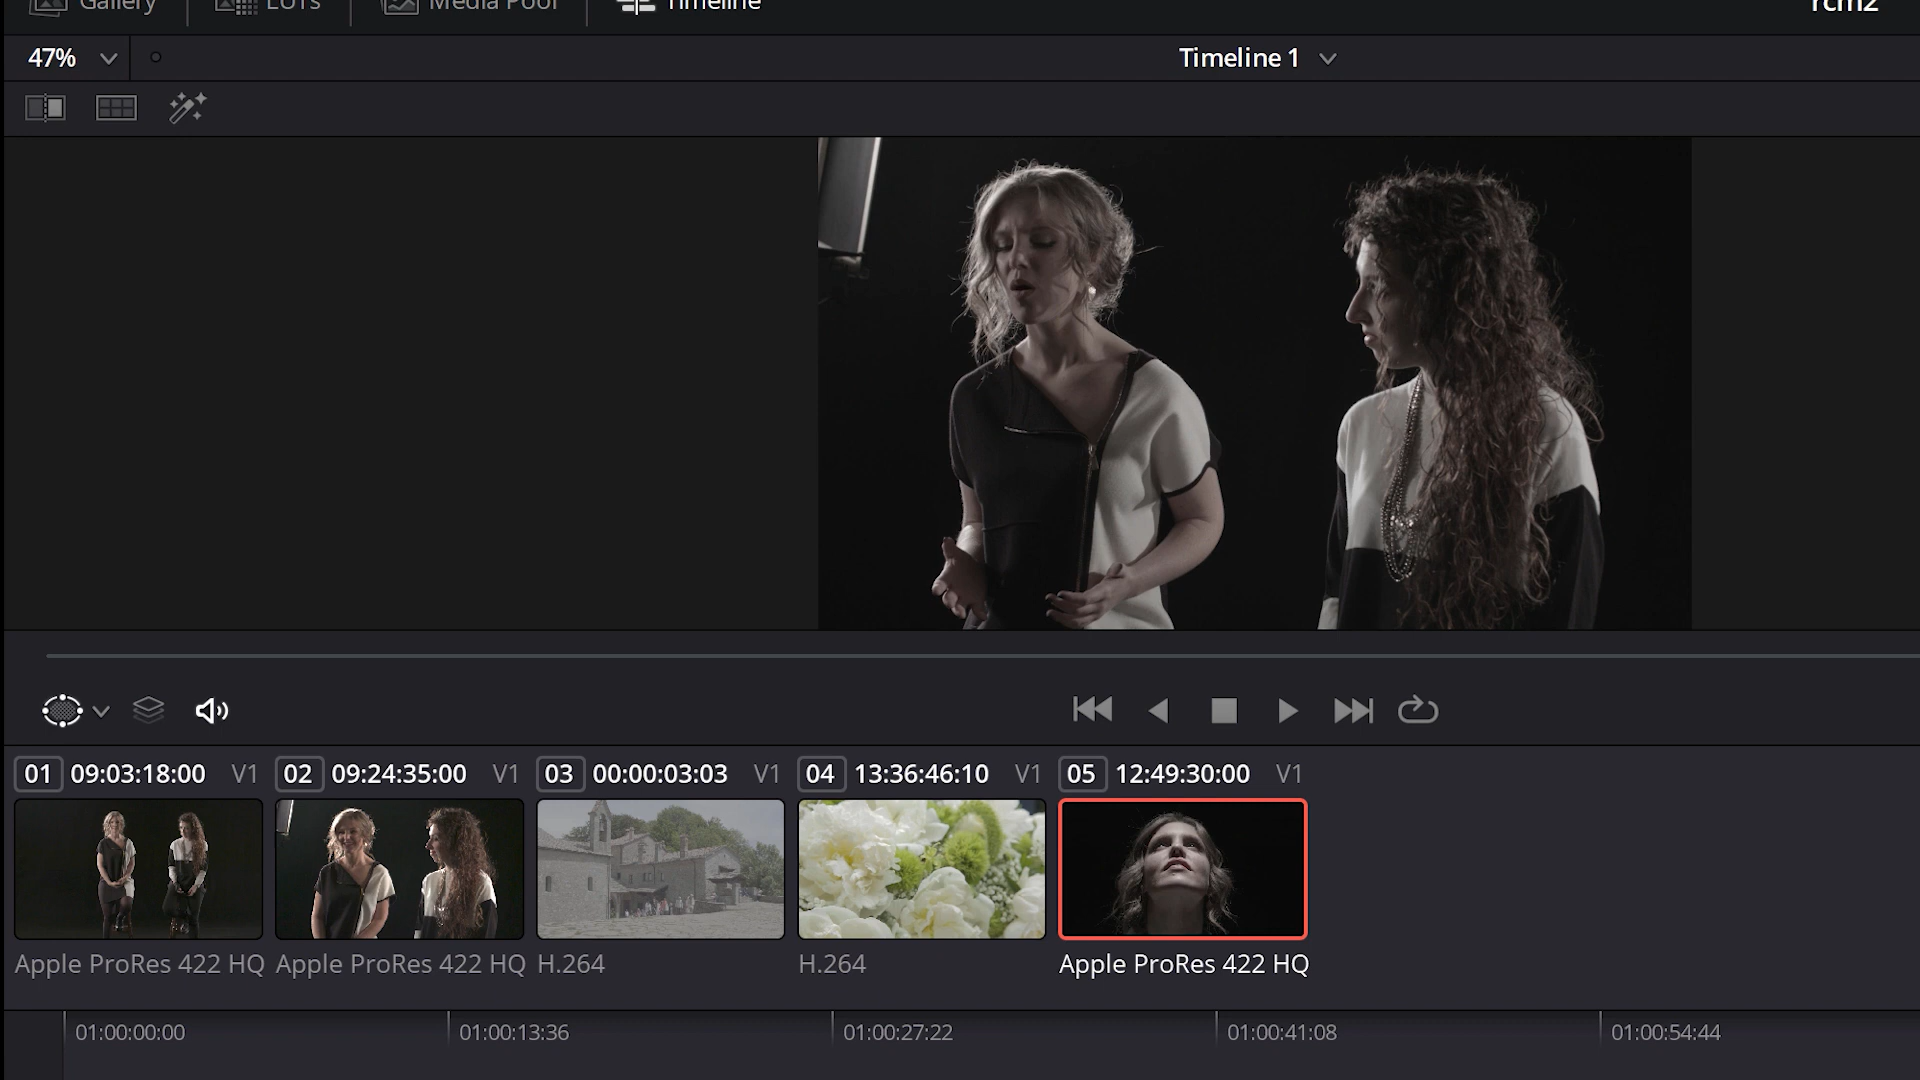 Gallery
LUTs
Media Pool
Timeline
rcm2
47%
Timeline 1
01 09:03:18:00 V1
02 09:24:35:00 V1
03 00:00:03:03 V1
04 13:36:46:10 V1
05 12:49:30:00 V1
Apple ProRes 422 HQ
Apple ProRes 422 HQ
H.264
H.264
Apple ProRes 422 HQ
01:00:00:00
01:00:13:36
01:00:27:22
01:00:41:08
01:00:54:44